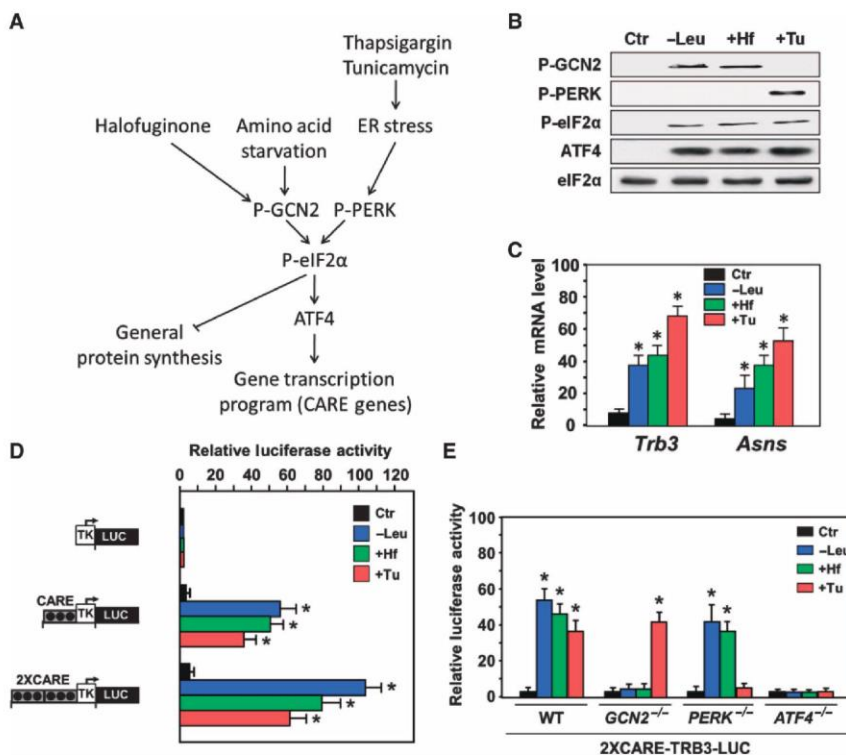 A
Thapsigargin
Tunicamycin
Halofuginone
Amino acid
starvation
ER stress
P-GCN2
P-PERK
P-eIF2α
General
protein synthesis
ATF4
Gene transcription
program (CARE genes)
B
Ctr –Leu +Hf +Tu
P-GCN2
P-PERK
P-eIF2α
ATF4
eIF2α
C
Relative mRNA level
100
80
60
40
20
0
Ctr
–Leu
+Hf
+Tu
* * * * * *
Trb3 Asns
D
Relative luciferase activity
0 20 40 60 80 100 120
Ctr
–Leu
+Hf
+Tu
TK LUC
CARE
TK LUC
* * *
2XCARE
TK LUC
* * *
E
Relative luciferase activity
100
80
60
40
20
0
Ctr
–Leu
+Hf
+Tu
* * * * * *
WT GCN2–/– PERK–/– ATF4–/–
2XCARE-TRB3-LUC